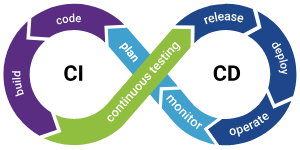 code
build
CI
plan
continuous testing
release
deploy
CD
operate
monitor